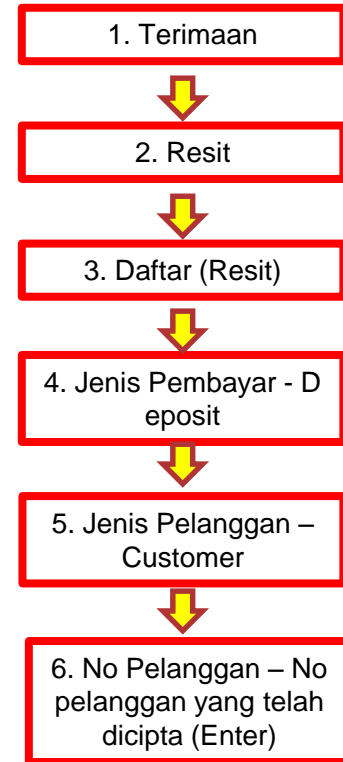 1. Terimaan
2. Resit
3. Daftar (Resit)
4. Jenis Pembayar - D
eposit
5. Jenis Pelanggan –
Customer
6. No Pelanggan – No
pelanggan yang telah
dicipta (Enter)